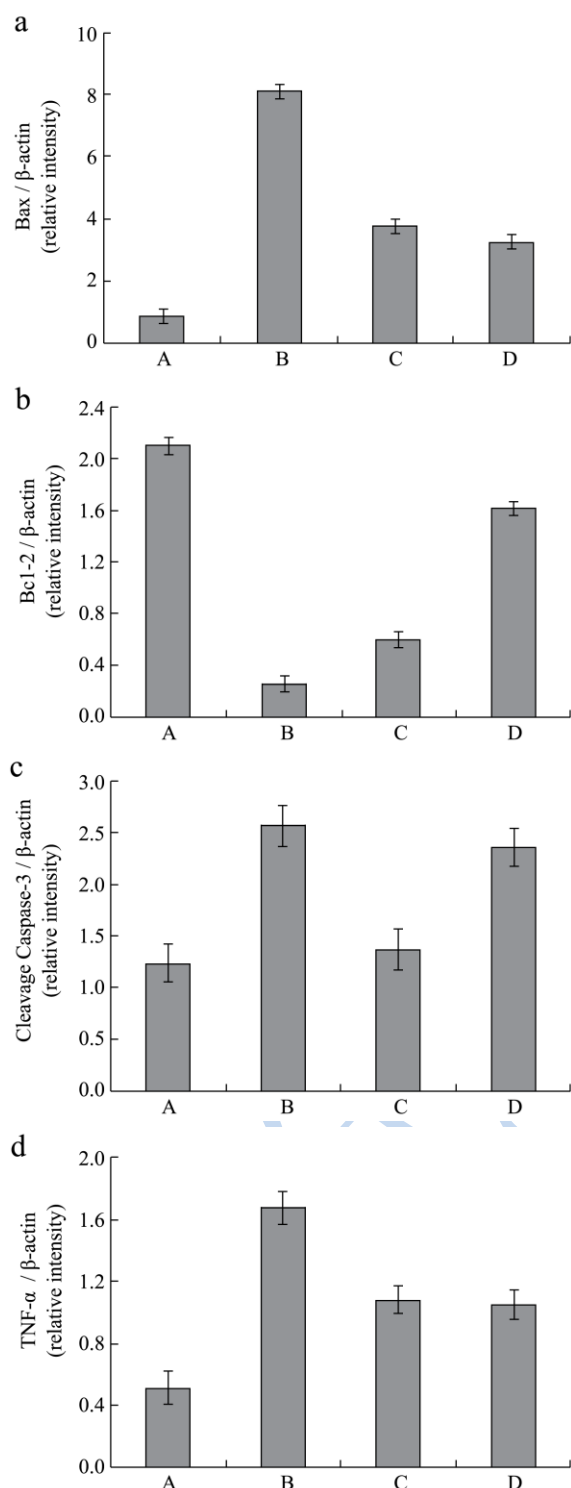 a
Bax / β-actin
(relative intensity)
10
8
6
4
2
0
A B C D
b
Bc1-2 / β-actin
(relative intensity)
2.4
2.0
1.6
1.2
0.8
0.4
0.0
A B C D
c
Cleavage Caspase-3 / β-actin
(relative intensity)
3.0
2.5
2.0
1.5
1.0
0.5
0.0
A B C D
d
TNF-α / β-actin
(relative intensity)
2.0
1.6
1.2
0.8
0.4
0.0
A B C D